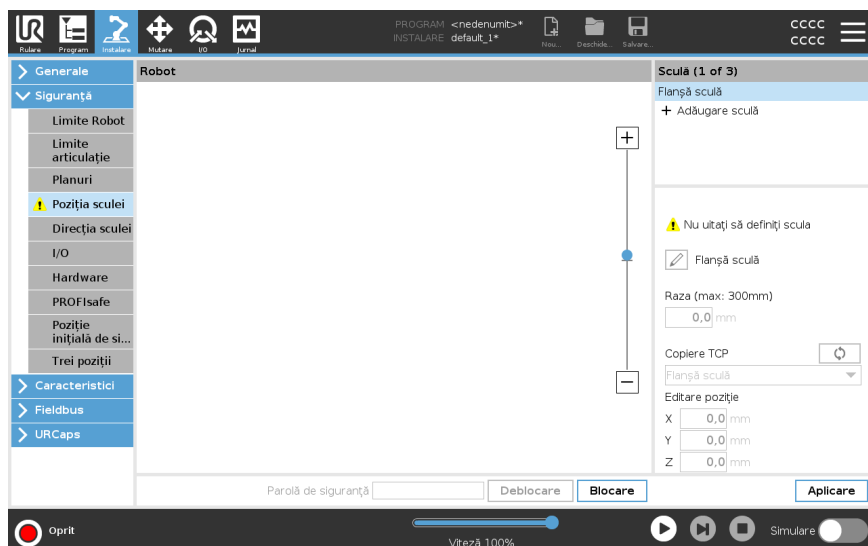 PROGRAM <nedenumit>*
INSTALARE default_1*
CCCC
CCCC
Rulare Program Instalare Mutare I/O Jurnal Nou... Deschide... Salvare...
Generale
Siguranță
Limite Robot
Limite
articulație
Planuri
Poziția sculei
Direcția sculei
I/O
Hardware
PROFIsafe
Poziție
inițială de si...
Trei poziții
Caracteristici
Fieldbus
URCaps
Robot
Sculă (1 of 3)
Flanșă sculă
+ Adăugare sculă
Nu uitați să definiți scula
Flanșă sculă
Raza (max: 300mm)
0,0 mm
Copiere TCP
Flanșă sculă
Editare poziție
X 0,0 mm
Y 0,0 mm
Z 0,0 mm
Parolă de siguranță Deblocare Blocare Aplicare
Oprit
Viteză 100%
Simulare